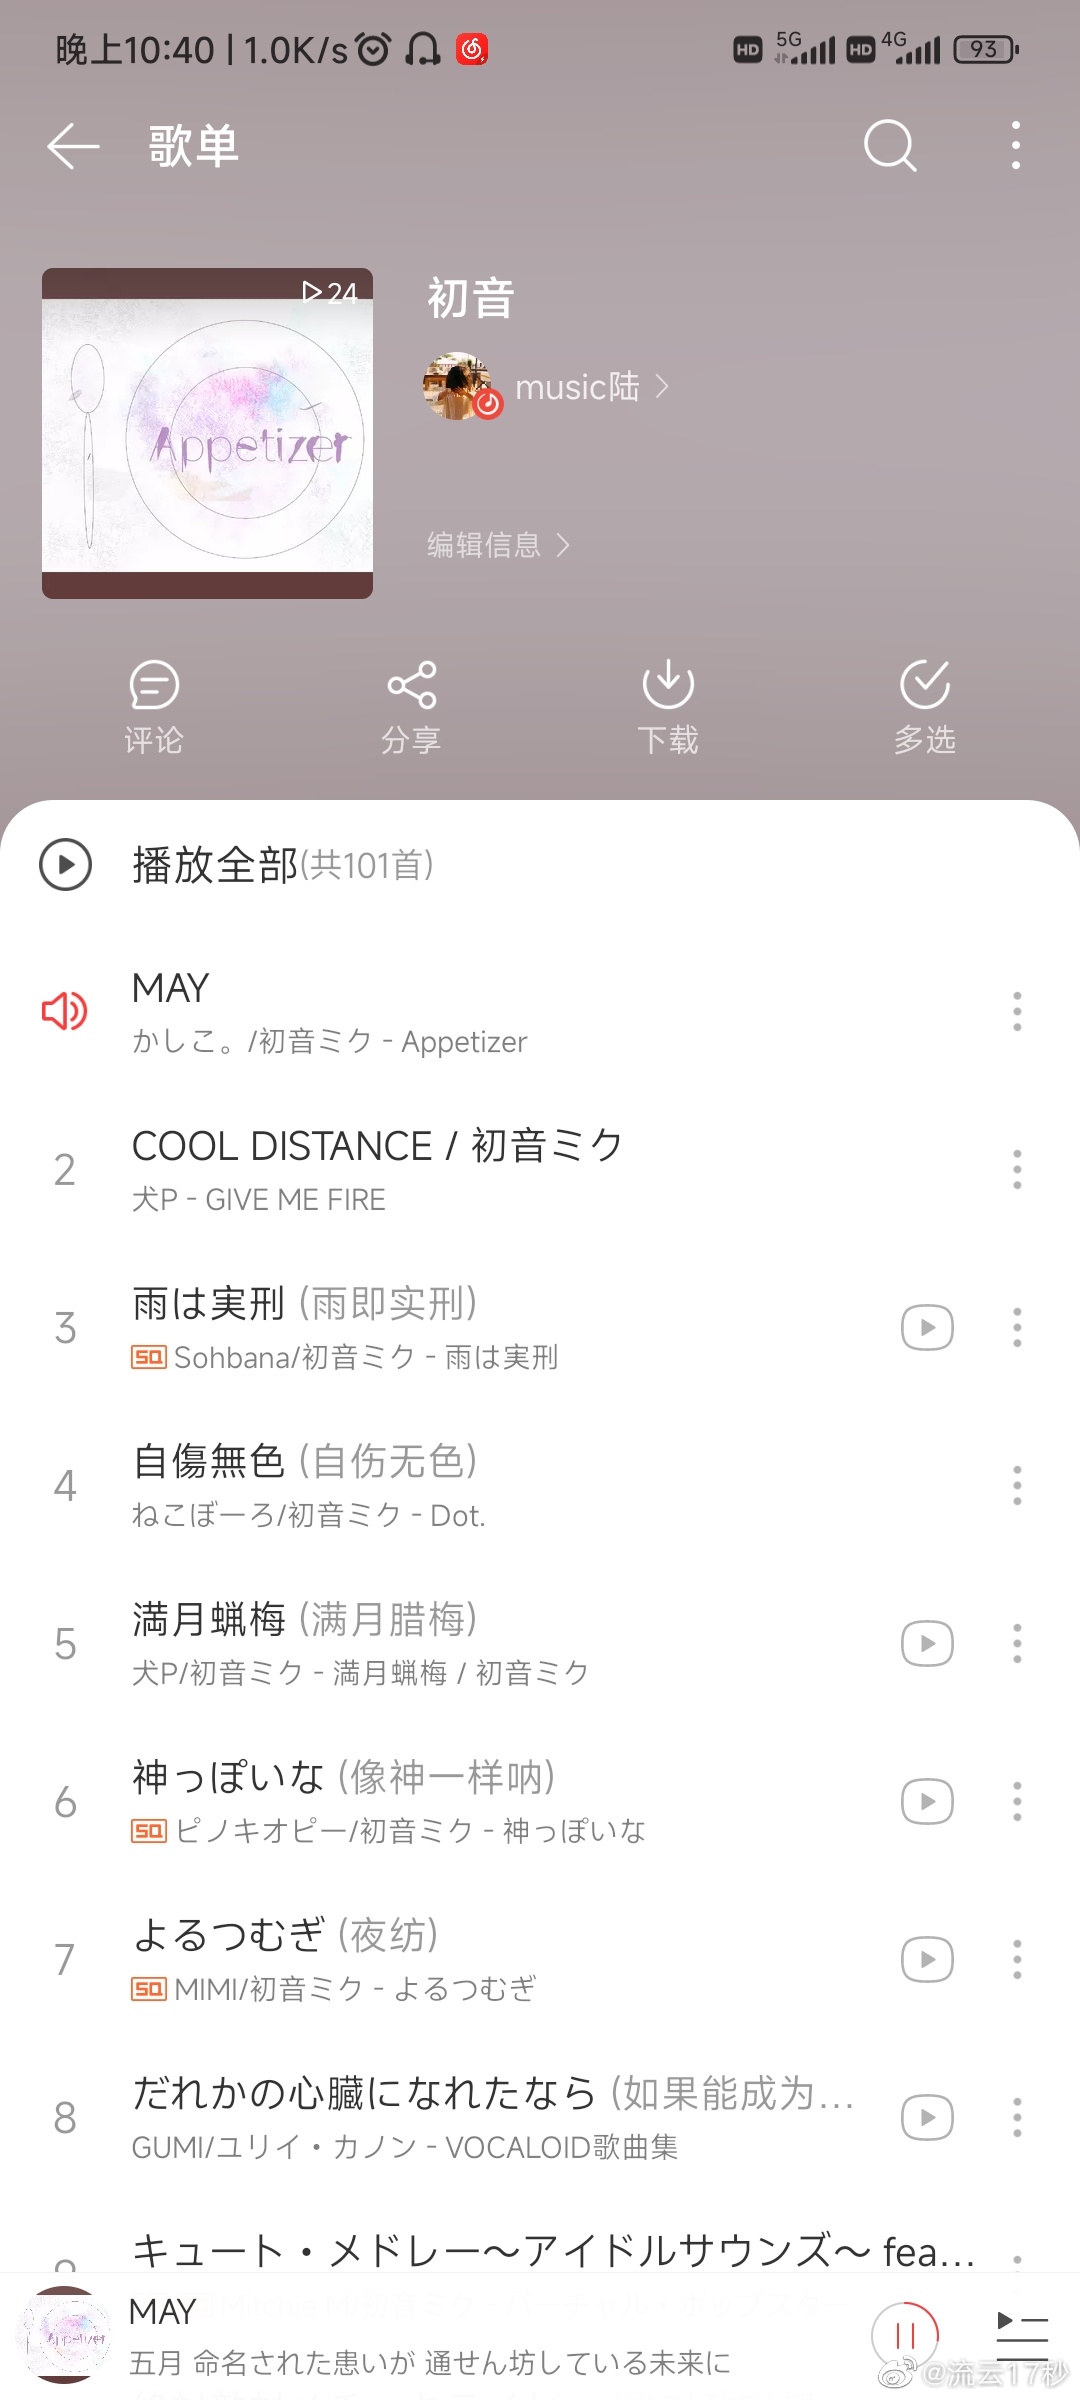 晚上10:40 | 1.0K/s HD 5G HD 4G 93
歌单
24
初音
Appetizer
music陆
编辑信息
评论 分享 下载 多选
播放全部(共101首)
MAY
かしこ。/初音ミク - Appetizer
2 COOL DISTANCE / 初音ミク
犬P - GIVE ME FIRE
3 雨は実刑 (雨即实刑)
SQ Sohbana/初音ミク - 雨は実刑
4 自傷無色 (自伤无色)
ねこぼーろ/初音ミク - Dot.
5 満月蝋梅 (满月腊梅)
犬P/初音ミク - 満月蝋梅 / 初音ミク
6 神っぽいな (像神一样呐)
SQ ピノキオピー/初音ミク - 神っぽいな
7 よるつむぎ (夜纺)
SQ MIMI/初音ミク - よるつむぎ
8 だれかの心臓になれたなら (如果能成为...
GUMI/ユリイ・カノン - VOCALOID歌曲集
9 キュート・メドレー～アイドルサウンズ～ fea...
Appetizer
MAY
五月 命名された患いが 通せん坊している未来に
@流云17秒